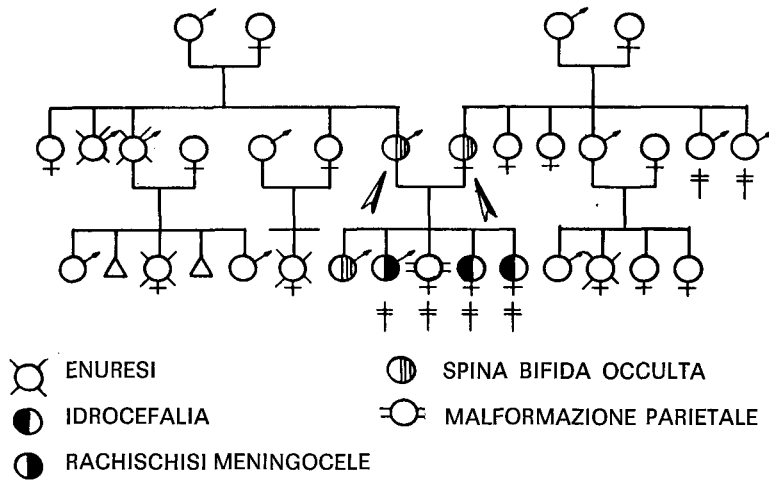 ENURESI
SPINA BIFIDA OCCULTA
IDROCEFALIA
MALFORMAZIONE PARIETALE
RACHISCHISI MENINGOCELE